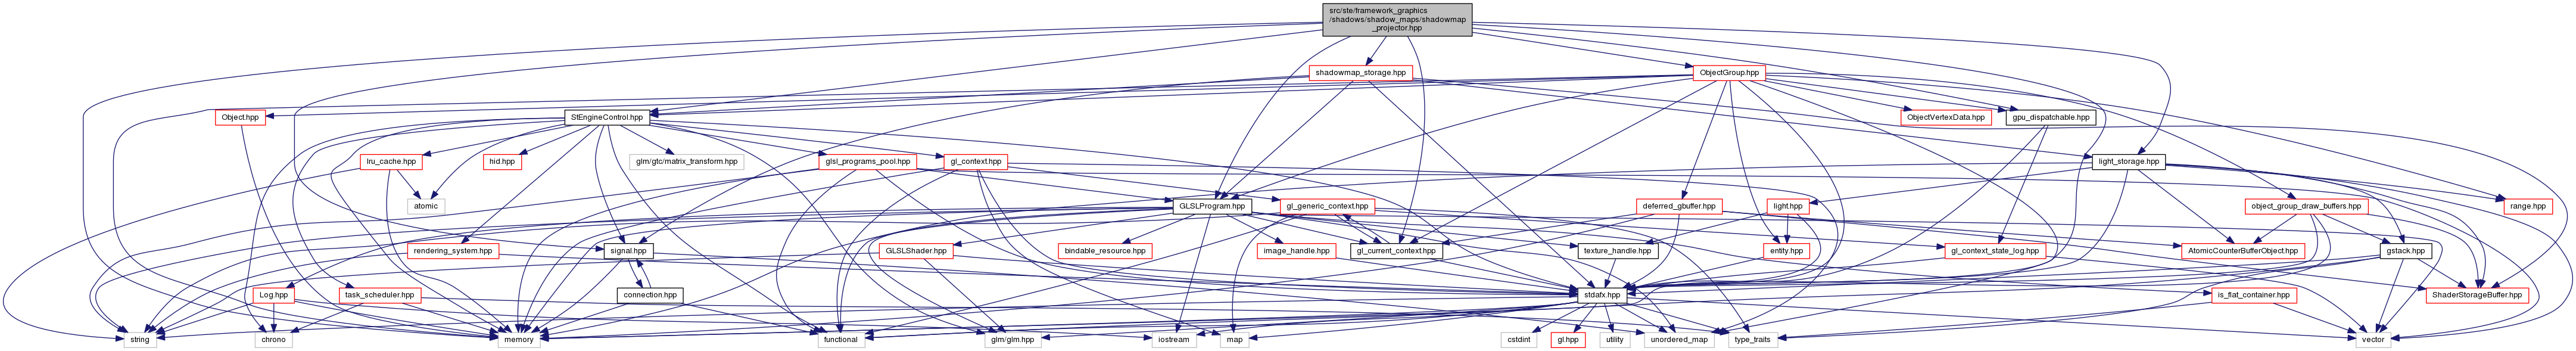 src/ste/framework_graphics
/shadows/shadow_maps/shadowmap
_projector.hpp
shadowmap_storage.hpp
ObjectGroup.hpp
Object.hpp
StEngineControl.hpp
ObjectVertexData.hpp
gpu_dispatchable.hpp
lru_cache.hpp
hid.hpp
glm/gtc/matrix_transform.hpp
glsl_programs_pool.hpp
gl_context.hpp
light_storage.hpp
atomic
GLSLProgram.hpp
gl_generic_context.hpp
deferred_gbuffer.hpp
light.hpp
object_group_draw_buffers.hpp
range.hpp
rendering_system.hpp
signal.hpp
GLSLShader.hpp
bindable_resource.hpp
image_handle.hpp
gl_current_context.hpp
texture_handle.hpp
entity.hpp
gl_context_state_log.hpp
AtomicCounterBufferObject.hpp
gstack.hpp
Log.hpp
task_scheduler.hpp
connection.hpp
stdafx.hpp
is_flat_container.hpp
ShaderStorageBuffer.hpp
string
chrono
memory
functional
glm/glm.hpp
iostream
map
cstdint
gl.hpp
utility
unordered_map
type_traits
vector